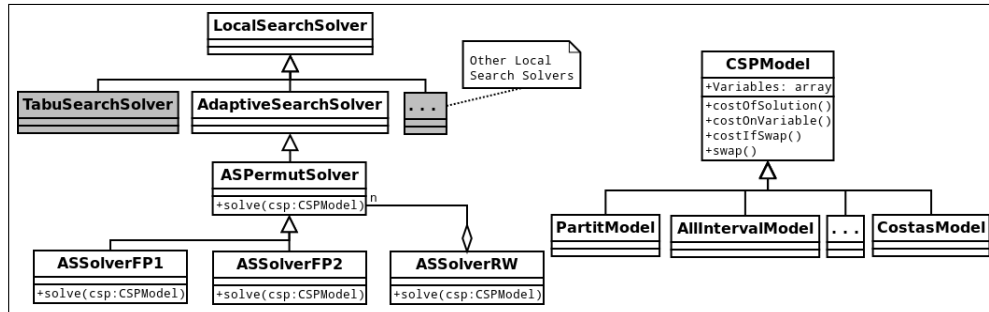 LocalSearchSolver
Other Local
Search Solvers
TabuSearchSolver
AdaptiveSearchSolver
...
ASPermutSolver
+solve(csp:CSPModel)
n
ASSolverFP1
+solve(csp:CSPModel)
ASSolverFP2
+solve(csp:CSPModel)
ASSolverRW
+solve(csp:CSPModel)
CSPModel
+Variables: array
+costOfSolution()
+costOnVariable()
+costIfSwap()
+swap()
PartitModel
AllIntervalModel
...
CostasModel